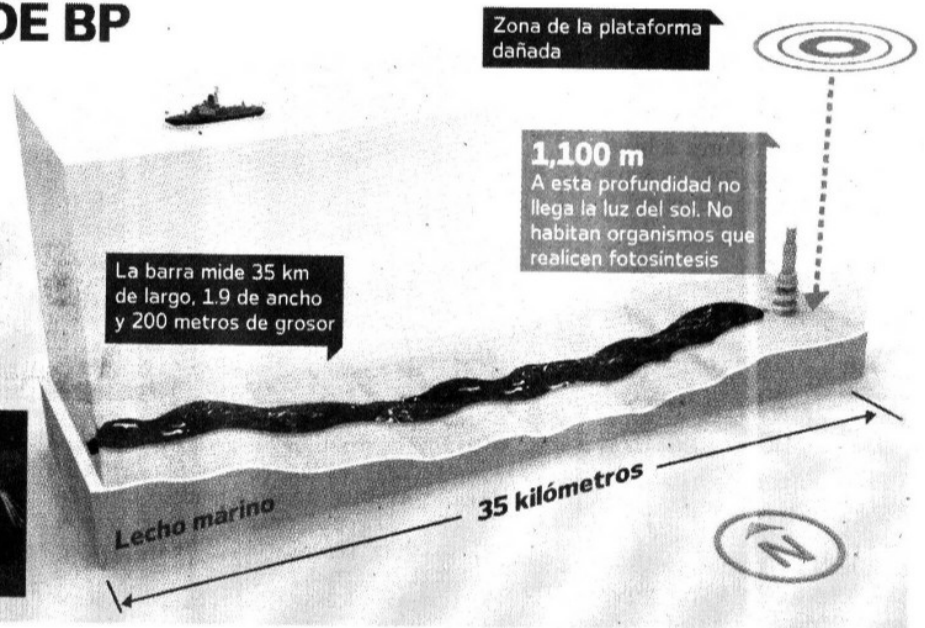 DE BP
Zona de la plataforma
dañada
1,100 m
A esta profundidad no
llega la luz del sol. No
habitan organismos que
realicen fotosíntesis
La barra mide 35 km
de largo, 1.9 de ancho
y 200 metros de grosor
35 kilómetros
Lecho marino
N